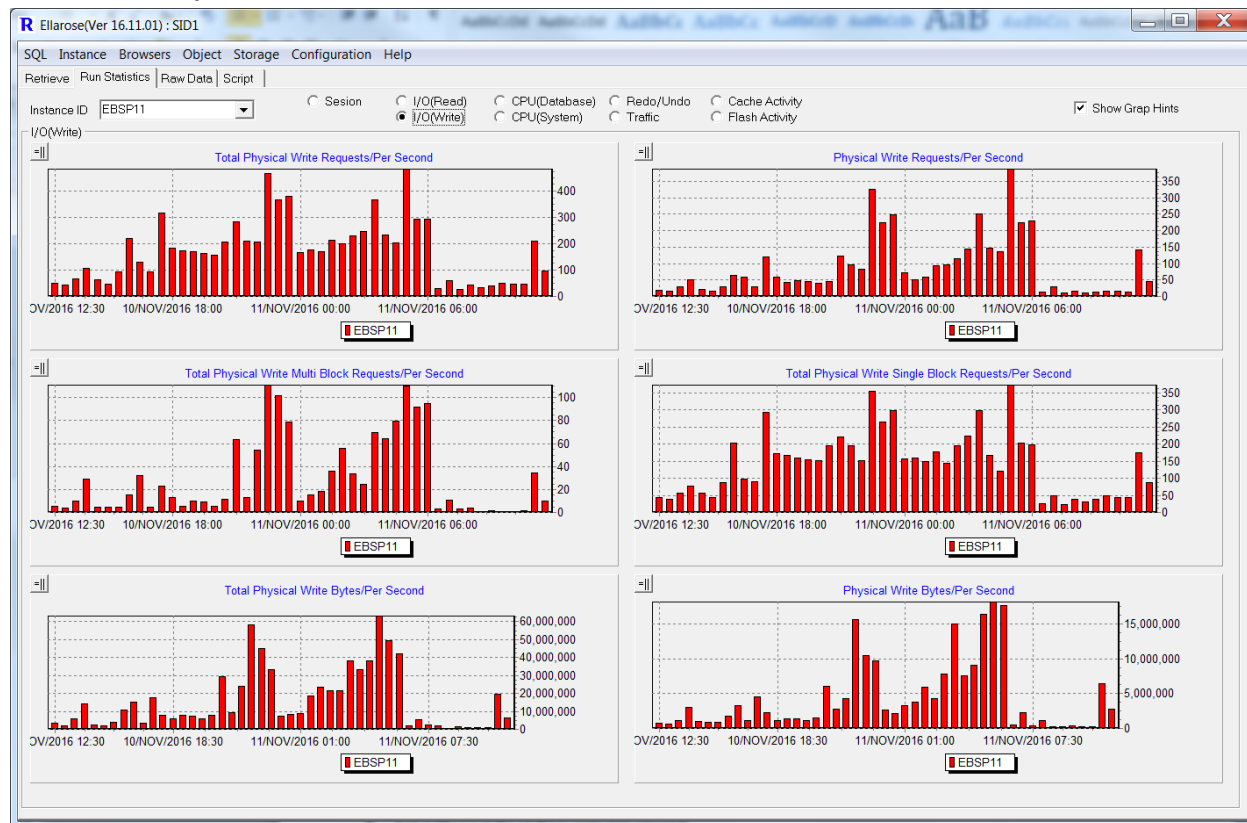 AaB
R Ellarose(Ver 16.11.01) : SID1
SQL Instance Browsers Object Storage Configuration Help
Retrieve Run Statistics Raw Data Script
Instance ID EBSP11
Sesion I/O(Read) CPU(Database) Redo/Undo Cache Activity
I/O(Write) CPU(System) Traffic Flash Activity
Show Grap Hints
I/O(Write)
Total Physical Write Requests/Per Second
400
300
200
100
0
OV/2016 12:30 10/NOV/2016 18:00 11/NOV/2016 00:00 11/NOV/2016 06:00
EBSP11
Physical Write Requests/Per Second
350
300
250
200
150
100
50
0
OV/2016 12:30 10/NOV/2016 18:00 11/NOV/2016 00:00 11/NOV/2016 06:00
EBSP11
Total Physical Write Multi Block Requests/Per Second
100
80
60
40
20
0
OV/2016 12:30 10/NOV/2016 18:00 11/NOV/2016 00:00 11/NOV/2016 06:00
EBSP11
Total Physical Write Single Block Requests/Per Second
350
300
250
200
150
100
50
0
OV/2016 12:30 10/NOV/2016 18:00 11/NOV/2016 00:00 11/NOV/2016 06:00
EBSP11
Total Physical Write Bytes/Per Second
60,000,000
50,000,000
40,000,000
30,000,000
20,000,000
10,000,000
0
OV/2016 12:30 10/NOV/2016 18:30 11/NOV/2016 01:00 11/NOV/2016 07:30
EBSP11
Physical Write Bytes/Per Second
15,000,000
10,000,000
5,000,000
0
OV/2016 12:30 10/NOV/2016 18:30 11/NOV/2016 01:00 11/NOV/2016 07:30
EBSP11